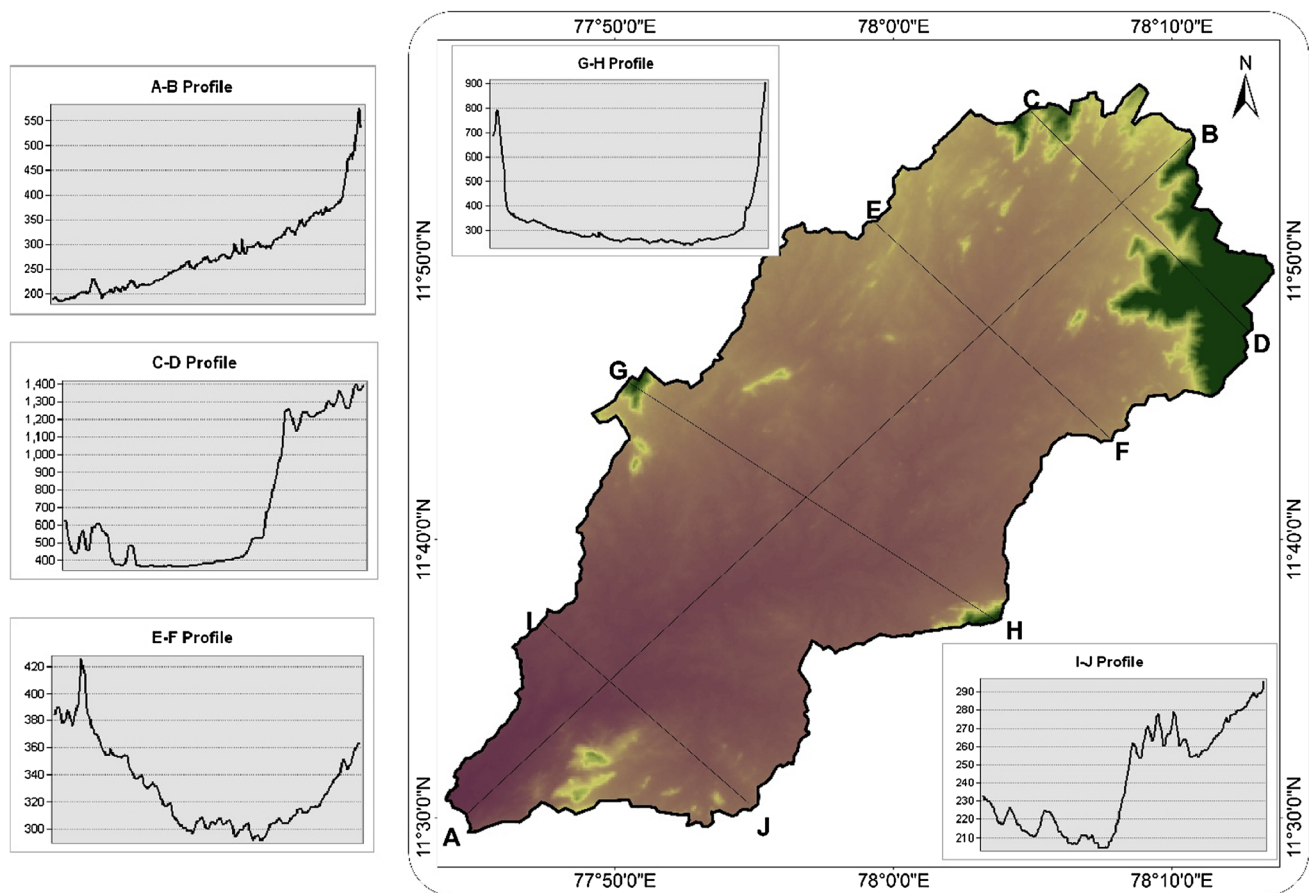 77°50'0"E 78°0'0"E 78°10'0"E
A-B Profile
550
500
450
400
350
300
250
200
C-D Profile
1,400
1,300
1,200
1,100
1,000
900
800
700
600
500
400
E-F Profile
420
400
380
360
340
320
300
G-H Profile
900
800
700
600
500
400
300
N
C
B
E
D
G
F
I
H
A
J
11°50'0"N
11°40'0"N
11°30'0"N
11°50'0"N
11°40'0"N
11°30'0"N
I-J Profile
290
280
270
260
250
240
230
220
210
77°50'0"E 78°0'0"E 78°10'0"E